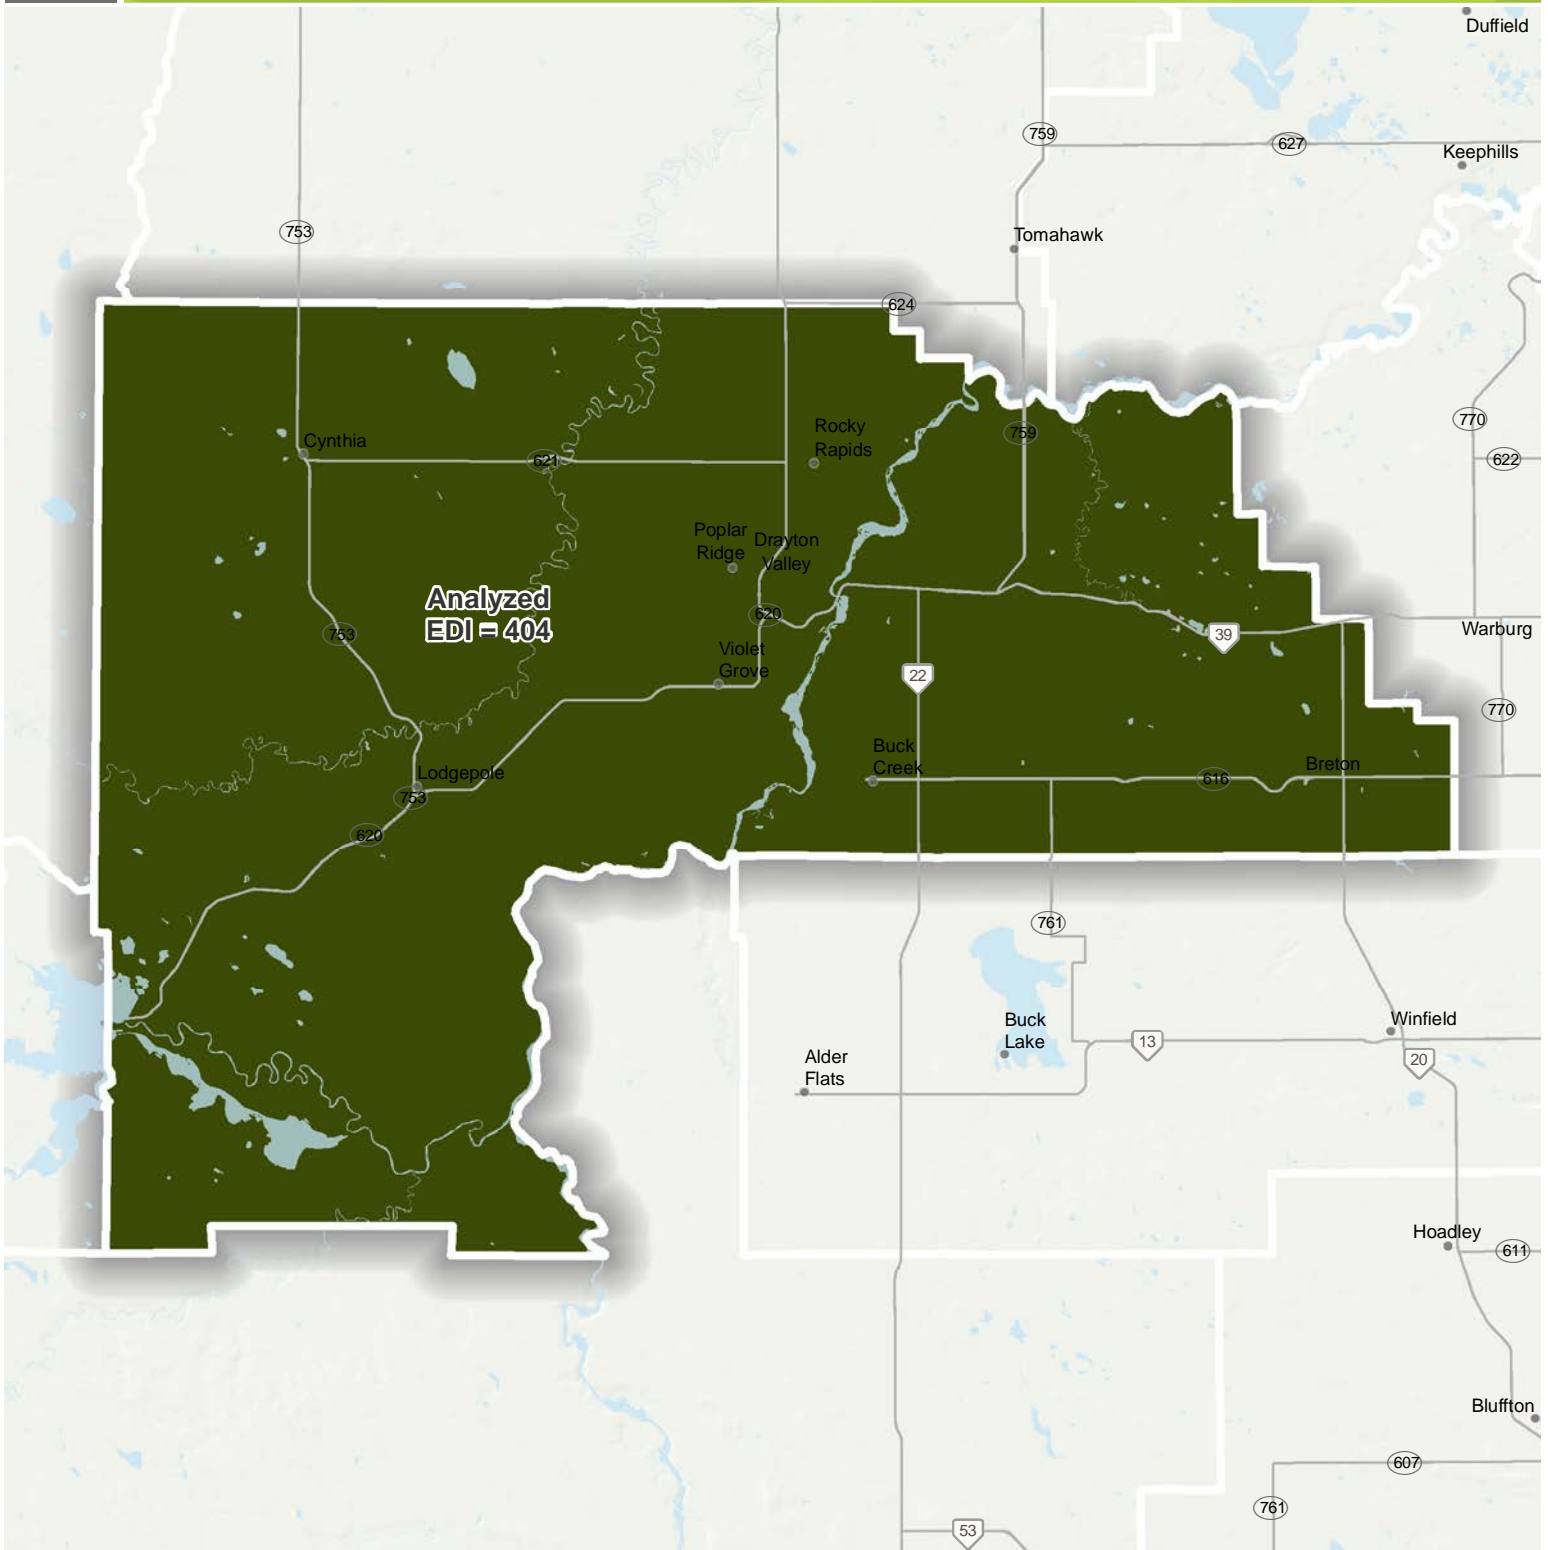 Duffield
759
627
Keephills
753
Tomahawk
624
770
Rocky
Rapids
759
Cynthia
621
622
Poplar
Ridge
Drayton
Valley
Analyzed
EDI = 404
620
753
39
Warburg
Violet
Grove
22
770
Buck
Creek
Breton
Lodgepole
616
753
620
761
Buck
Lake
Winfield
13
20
Alder
Flats
Hoadley
611
Bluffton
607
761
53